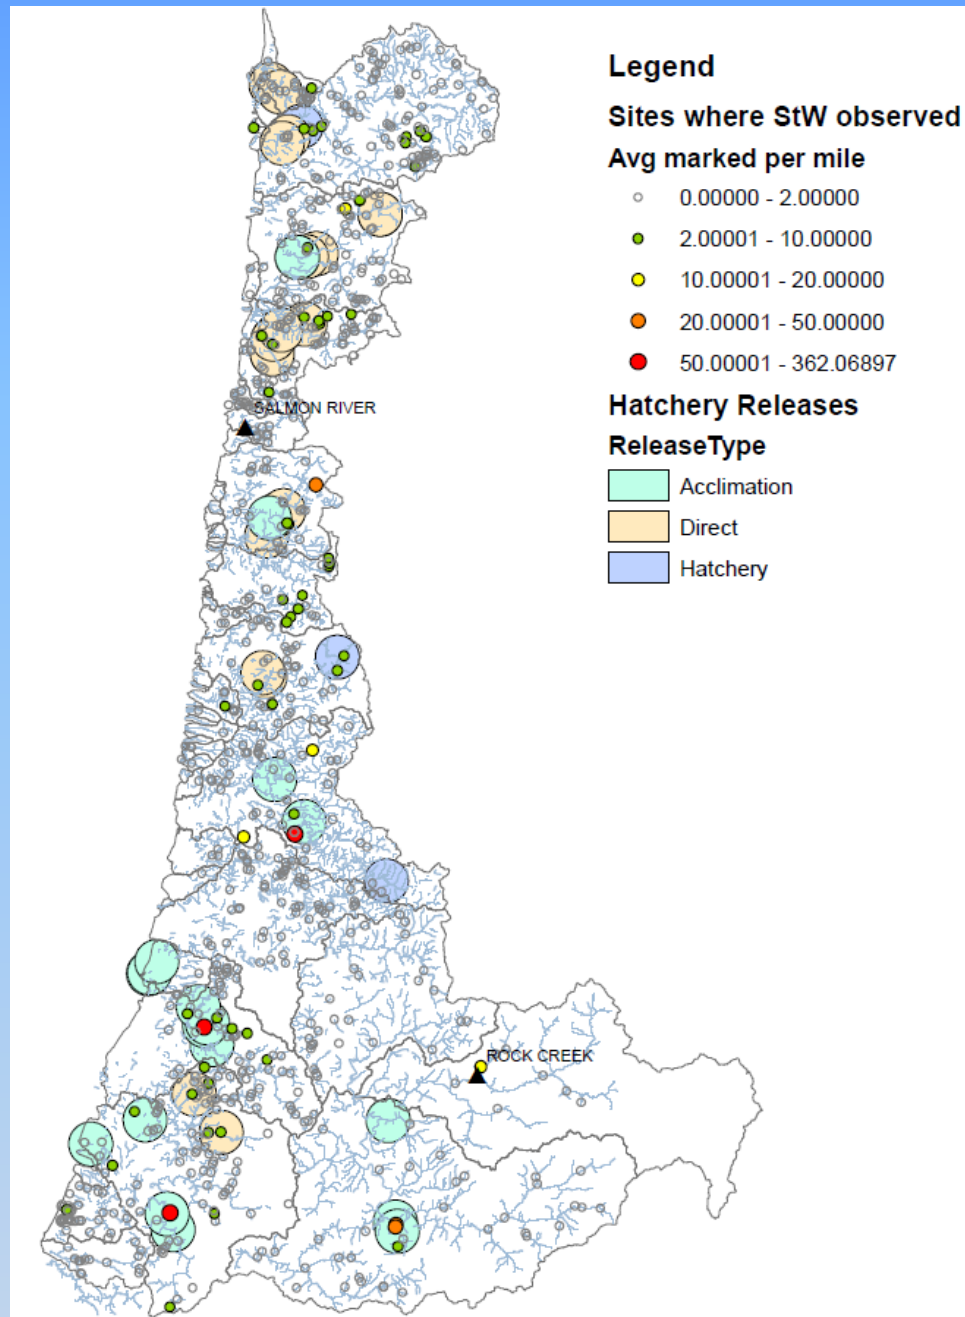 Legend
Sites where StW observed
Avg marked per mile
0.00000 - 2.00000
2.00001 - 10.00000
10.00001 - 20.00000
20.00001 - 50.00000
50.00001 - 362.06897
Hatchery Releases
ReleaseType
Acclimation
Direct
Hatchery
SALMON RIVER
ROCK CREEK